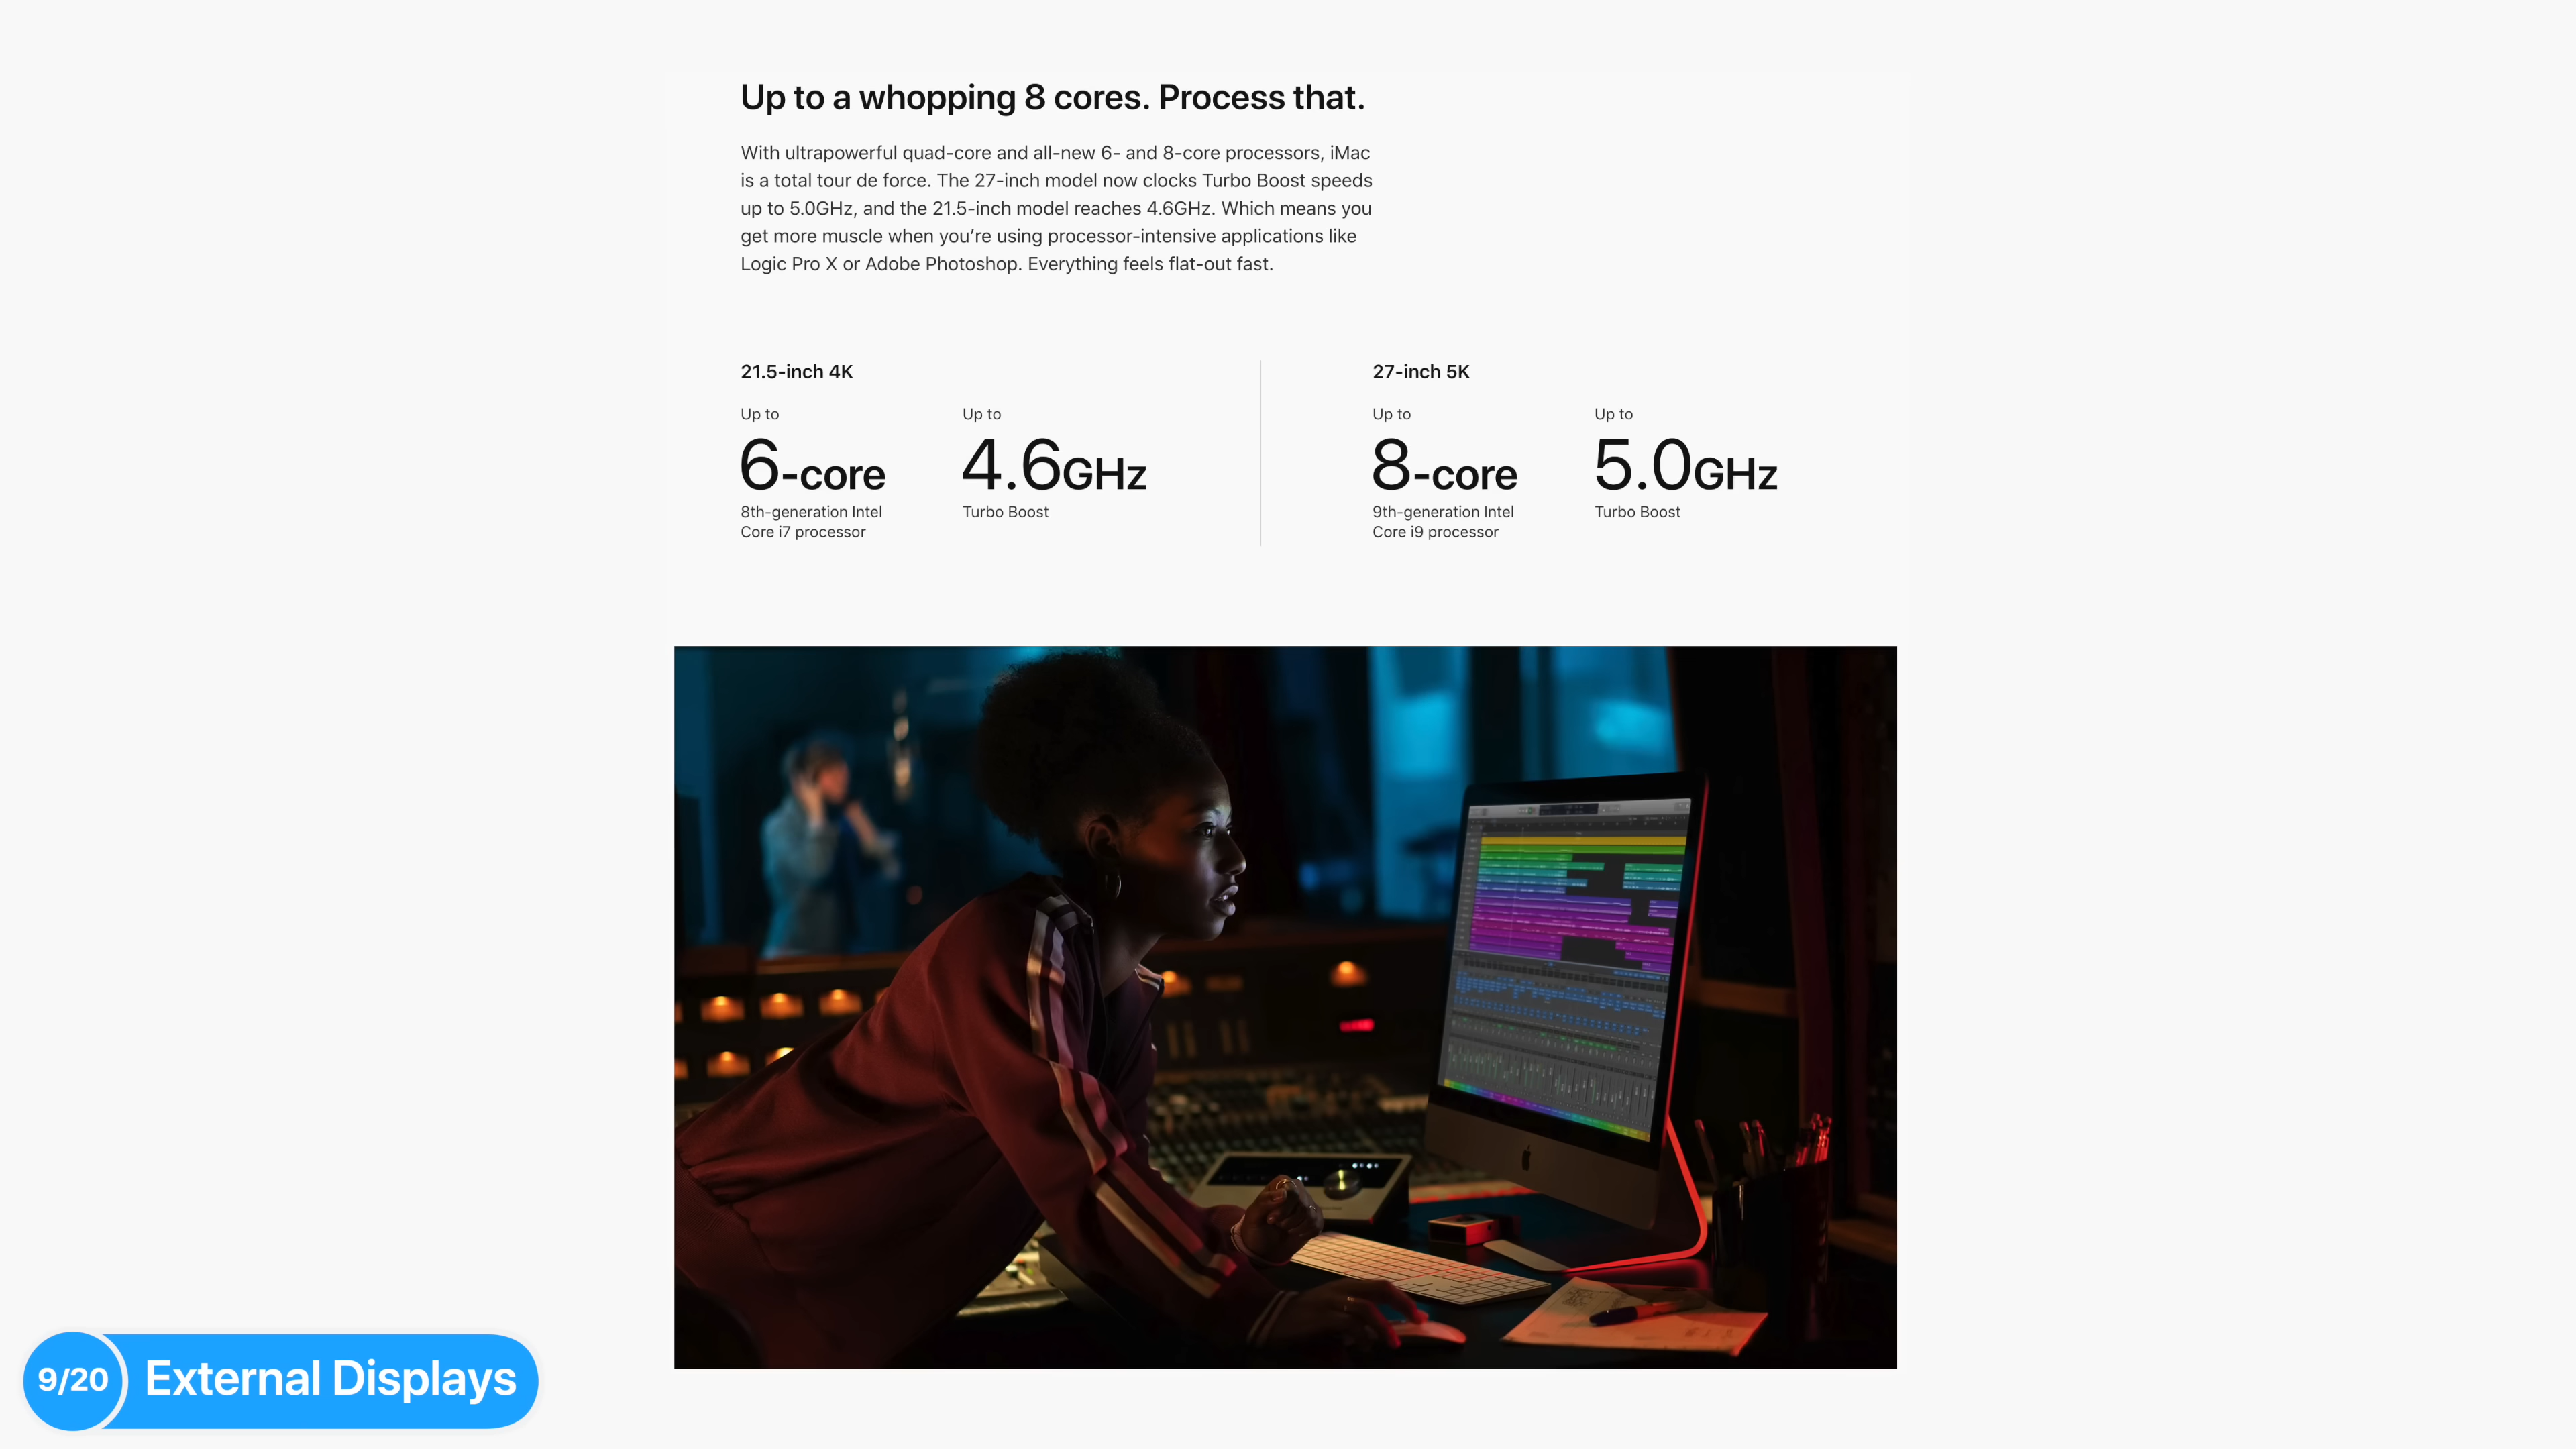 Up to a whopping 8 cores. Process that.
With ultrapowerful quad-core and all-new 6- and 8-core processors, iMac
is a total tour de force. The 27-inch model now clocks Turbo Boost speeds
up to 5.0GHz, and the 21.5-inch model reaches 4.6GHz. Which means you
get more muscle when you’re using processor-intensive applications like
Logic Pro X or Adobe Photoshop. Everything feels flat-out fast.
21.5-inch 4K
Up to
6-core
8th-generation Intel
Core i7 processor
Up to
4.6GHz
Turbo Boost
27-inch 5K
Up to
8-core
9th-generation Intel
Core i9 processor
Up to
5.0GHz
Turbo Boost
9/20 External Displays